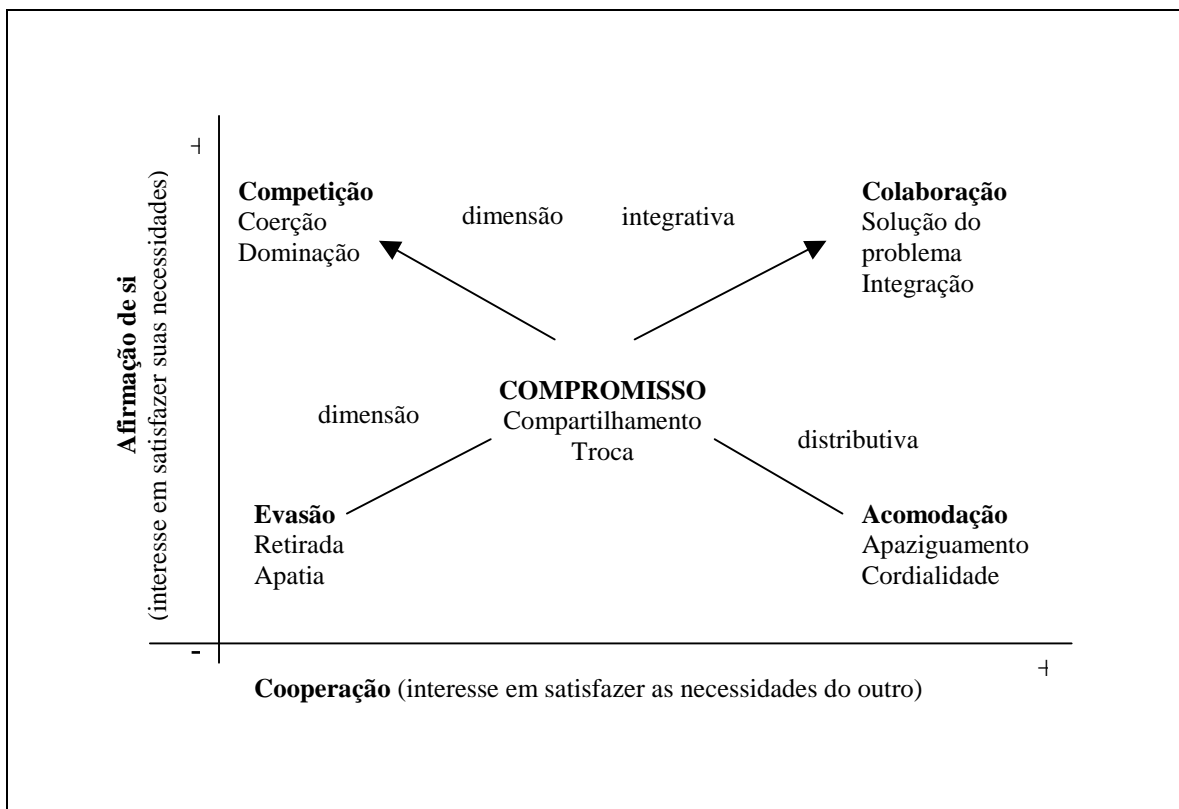 Afirmação de si
(interesse em satisfazer suas necessidades)
+
Competição
Coerção
Dominação
dimensão integrativa
Colaboração
Solução do
problema
Integração
COMPROMISSO
Compartilhamento
Troca
dimensão
distributiva
Evasão
Retirada
Apatia
Acomodação
Apaziguamento
Cordialidade
-
+
Cooperação (interesse em satisfazer as necessidades do outro)